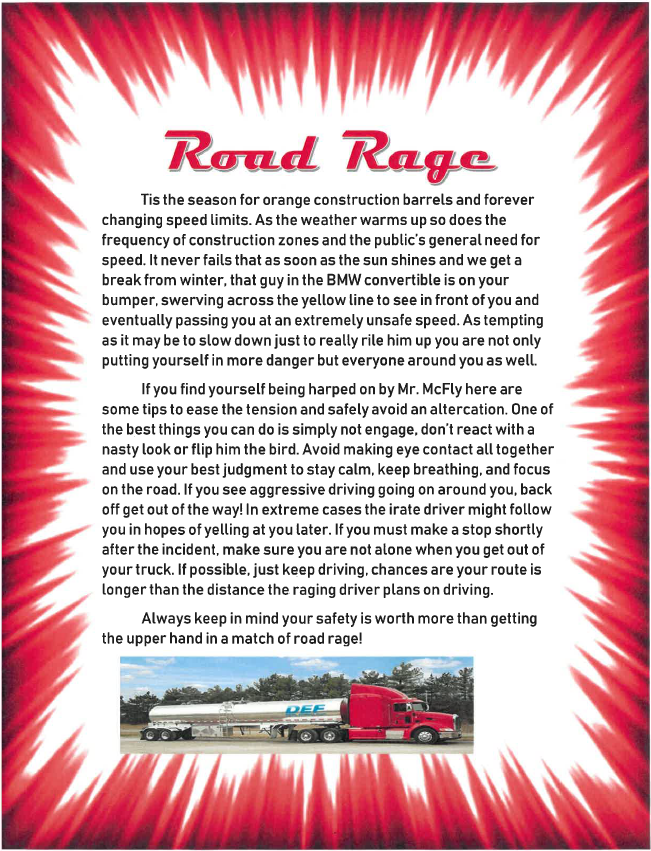 Road Rage
Tis the season for orange construction barrels and forever
changing speed limits. As the weather warms up so does the
frequency of construction zones and the public's general need for
speed. It never fails that as soon as the sun shines and we get a
break from winter, that guy in the BMW convertible is on your
bumper, swerving across the yellow line to see in front of you and
eventually passing you at an extremely unsafe speed. As tempting
as it may be to slow down just to really rile him up you are not only
putting yourself in more danger but everyone around you as well.
If you find yourself being harped on by Mr. McFly here are
some tips to ease the tension and safely avoid an altercation. One of
the best things you can do is simply not engage, don't react with a
nasty look or flip him the bird. Avoid making eye contact all together
and use your best judgment to stay calm, keep breathing, and focus
on the road. If you see aggressive driving going on around you, back
off get out of the way! In extreme cases the irate driver might follow
you in hopes of yelling at you later. If you must make a stop shortly
after the incident, make sure you are not alone when you get out of
your truck. If possible, just keep driving, chances are your route is
longer than the distance the raging driver plans on driving.
Always keep in mind your safety is worth more than getting
the upper hand in a match of road rage!
DEF